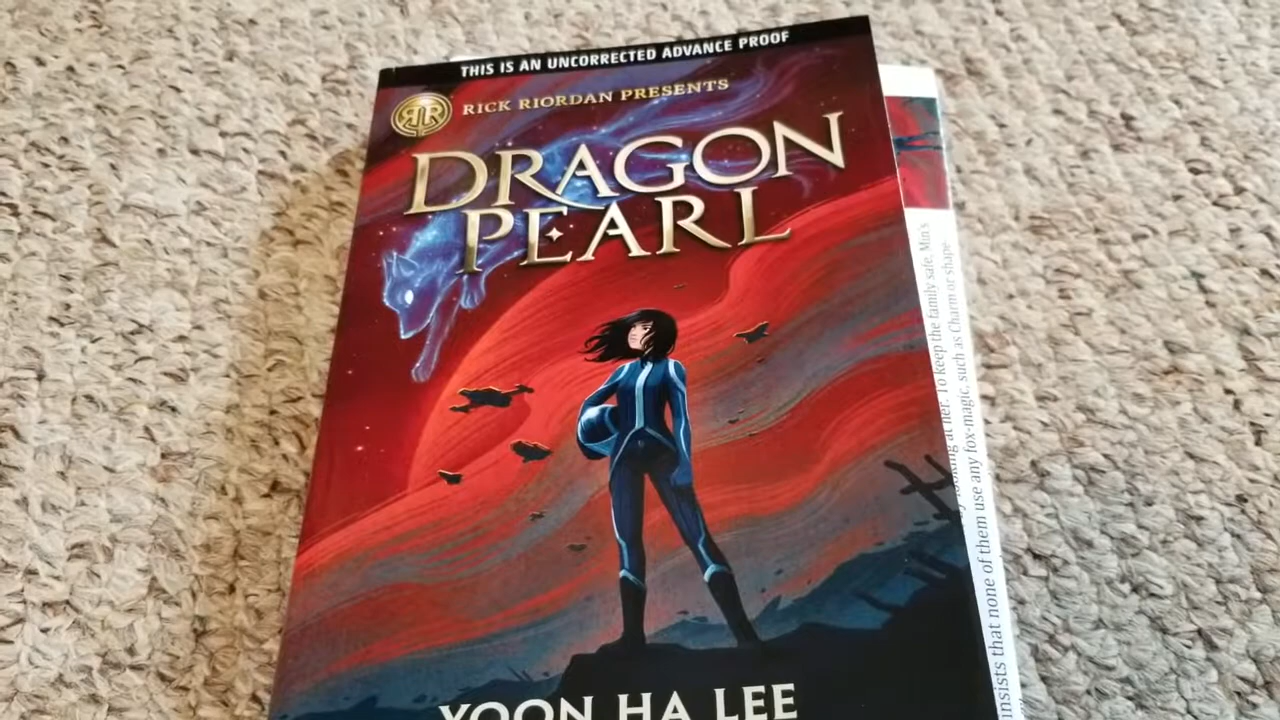 THIS IS AN UNCORRECTED ADVANCE PROOF
RR
RICK RIORDAN PRESENTS
DRAGON
PEARL
YOON HA LEE
looking at her. To keep the family safe, Min's
insists that none of them use any fox-magic, such as Charm or shape